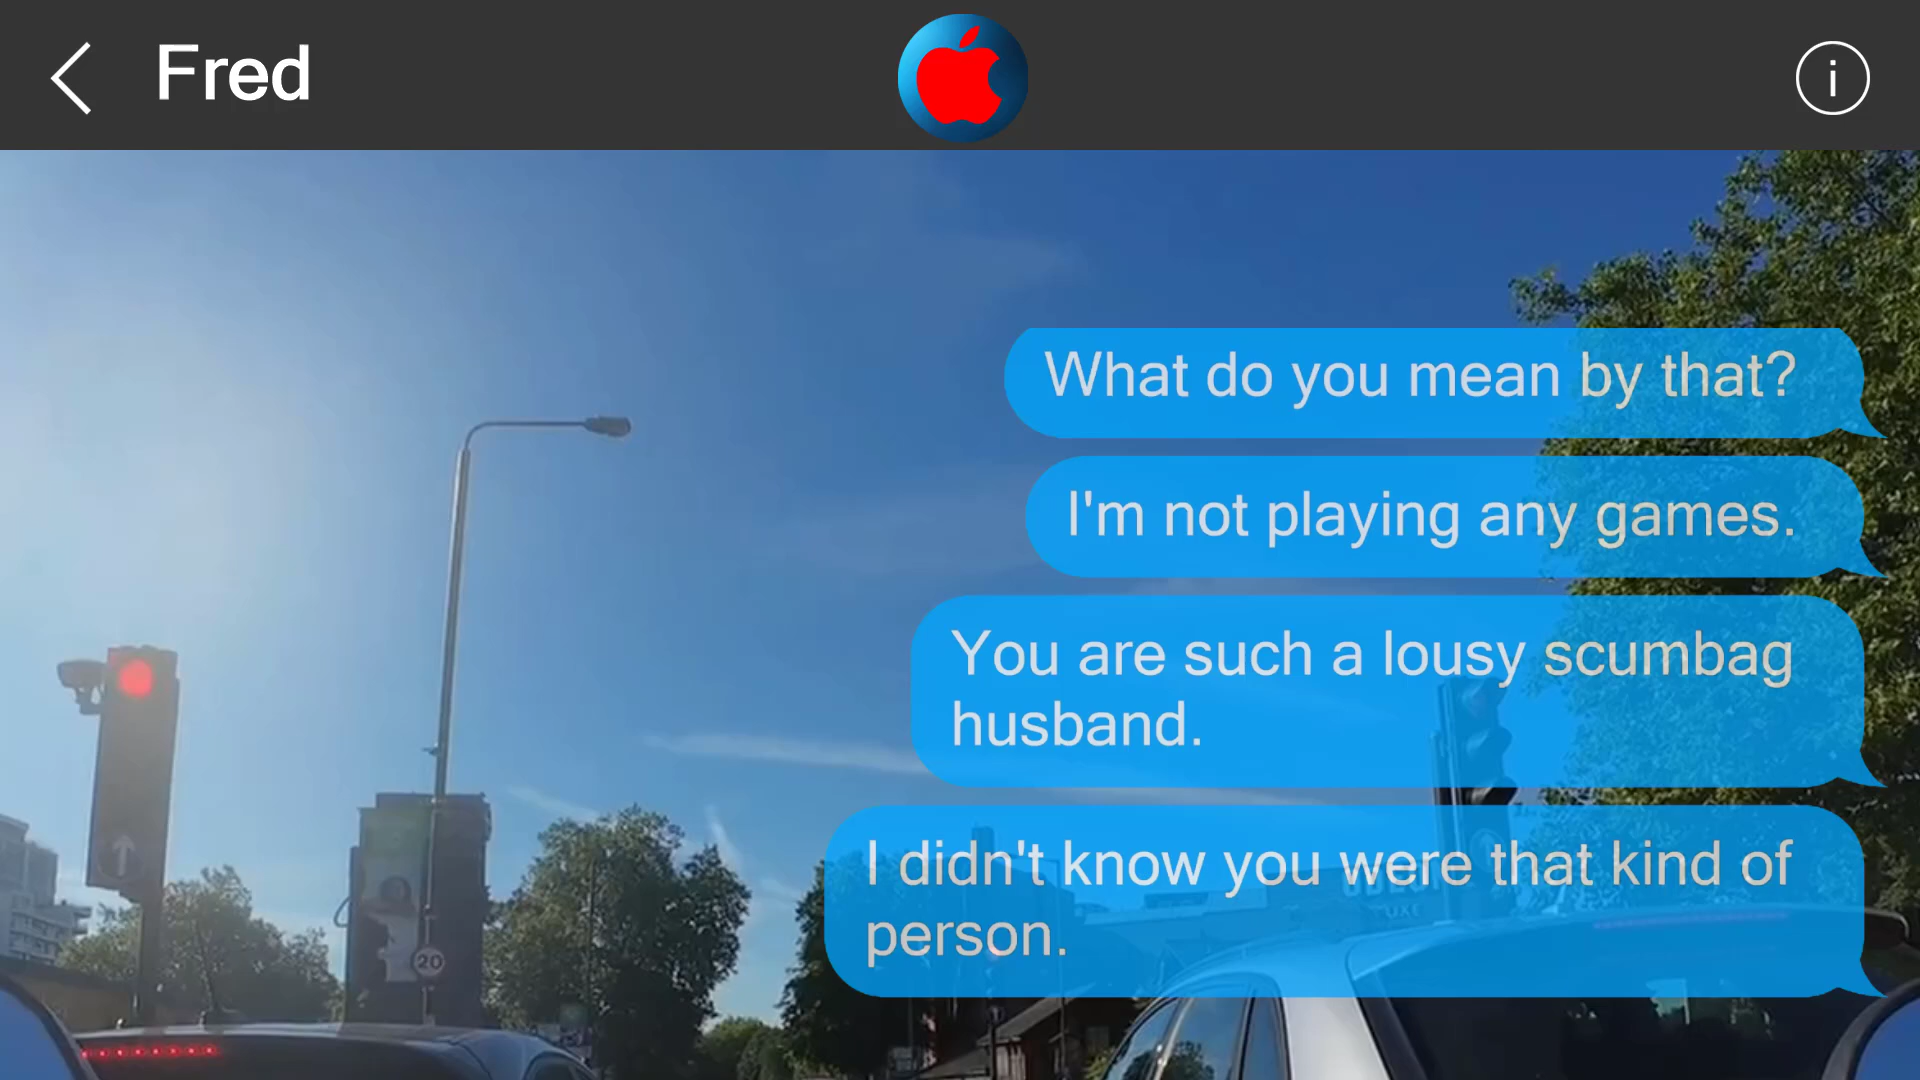 Fred
i
What do you mean by that?
I'm not playing any games.
You are such a lousy scumbag
husband.
I didn't know you were that kind of
person.
20